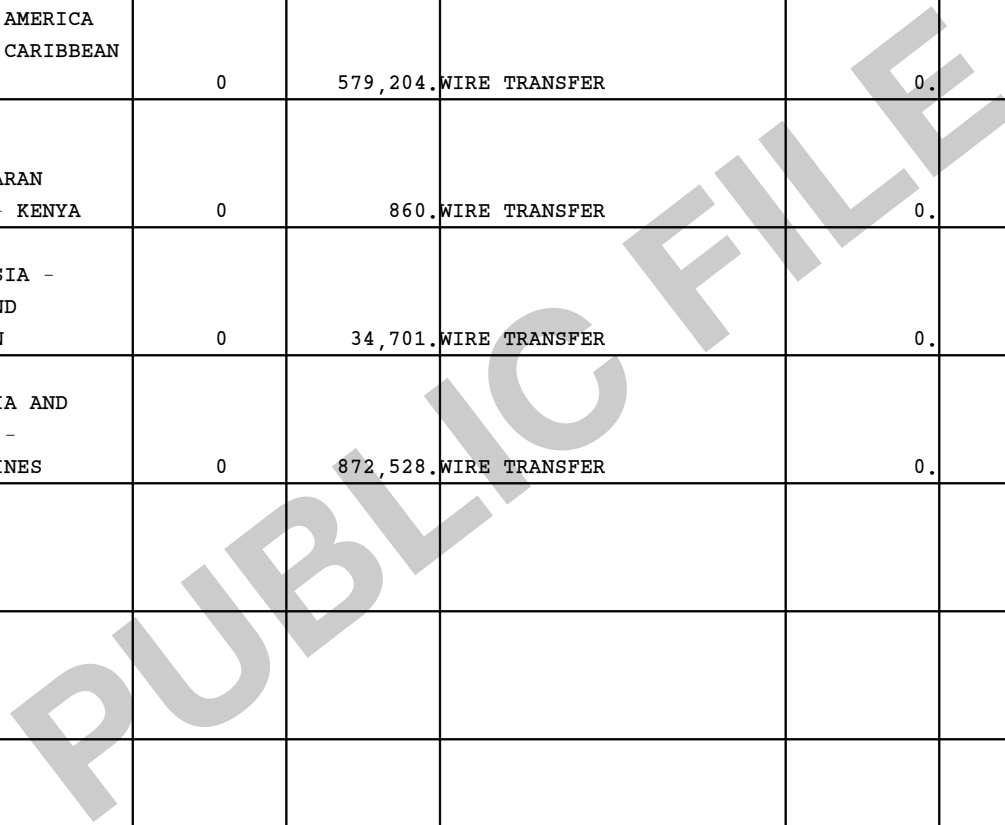 AMERICA
CARIBBEAN
0 579,204. WIRE TRANSFER 0.
ARAN
- KENYA 0 860. WIRE TRANSFER 0.
SIA -
ND
N 0 34,701. WIRE TRANSFER 0.
IA AND
-
INES 0 872,528. WIRE TRANSFER 0.
PUBLIC FILE